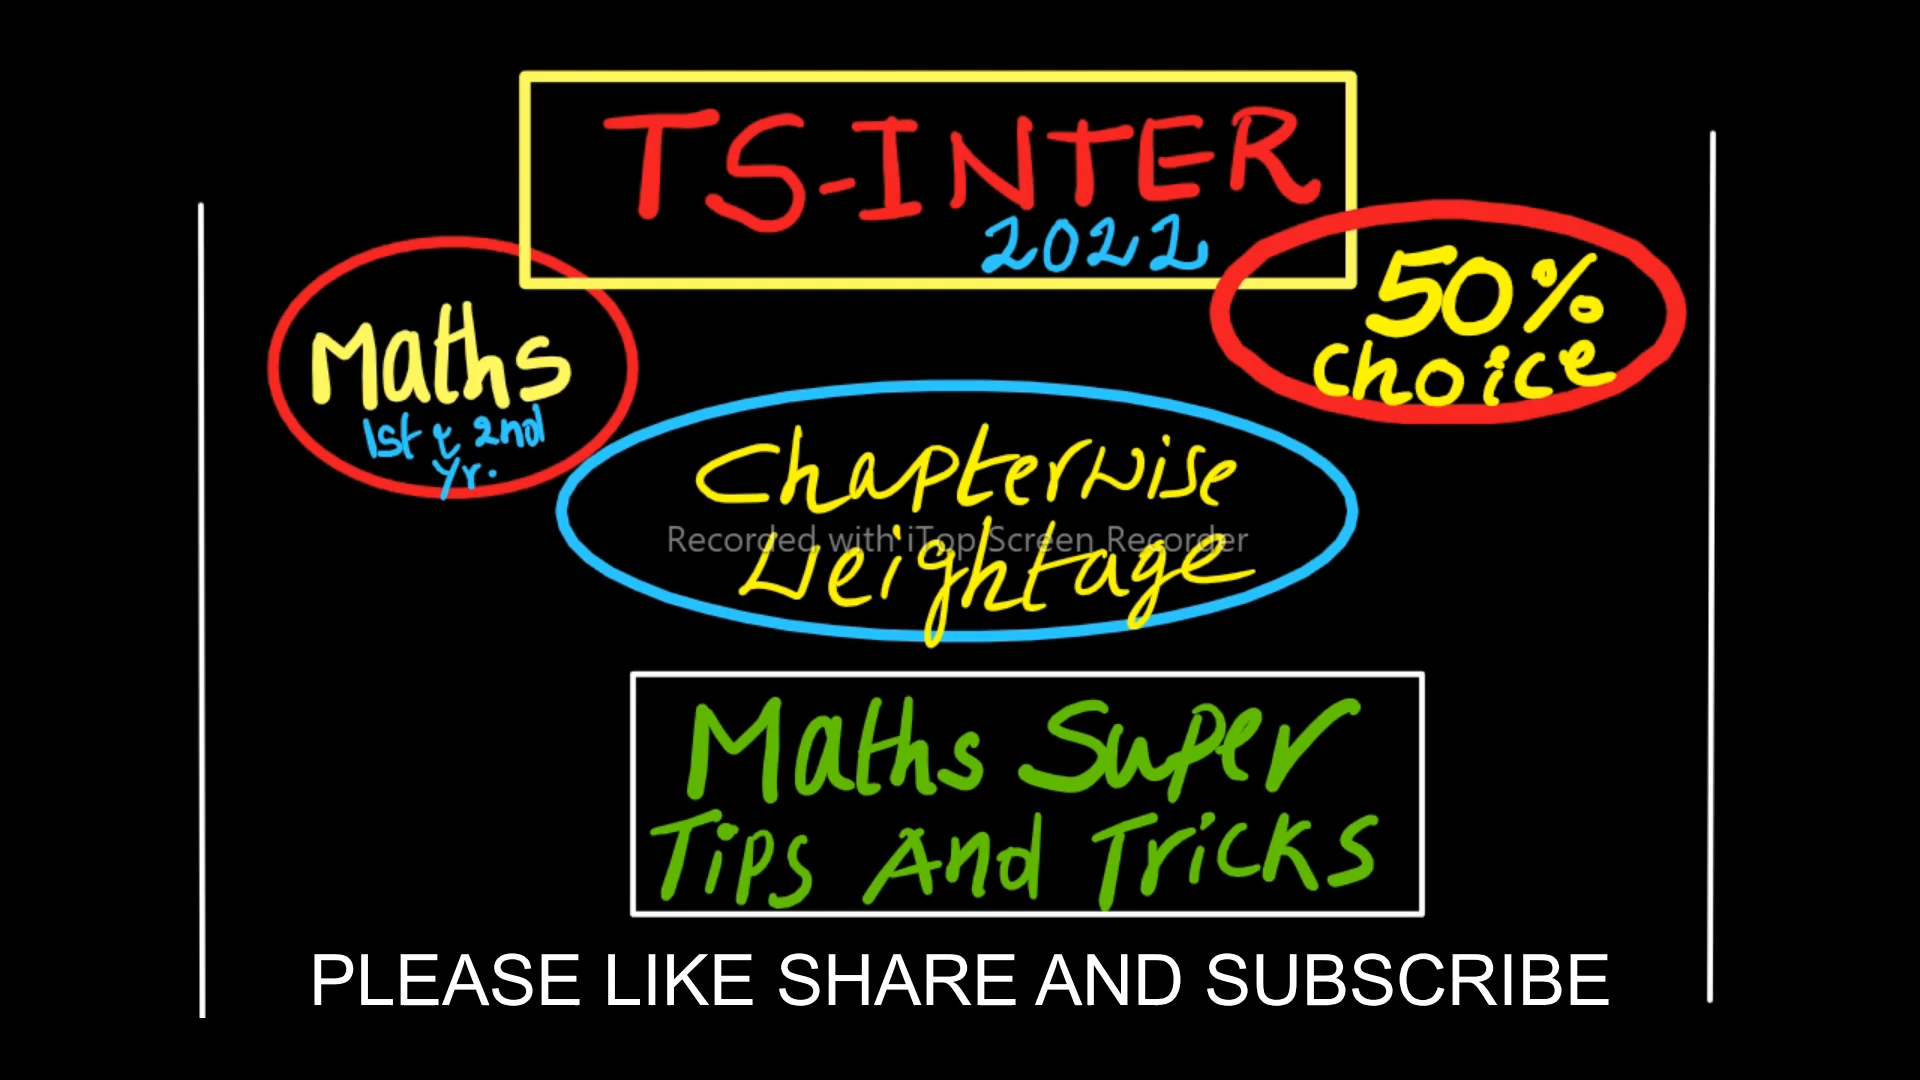 TS-INTER
2022
50%
choice
Maths
1st & 2nd
Yr.
Chapterwise
Weightage
Recorded with iTop Screen Recorder
Maths Super
Tips And Tricks
PLEASE LIKE SHARE AND SUBSCRIBE